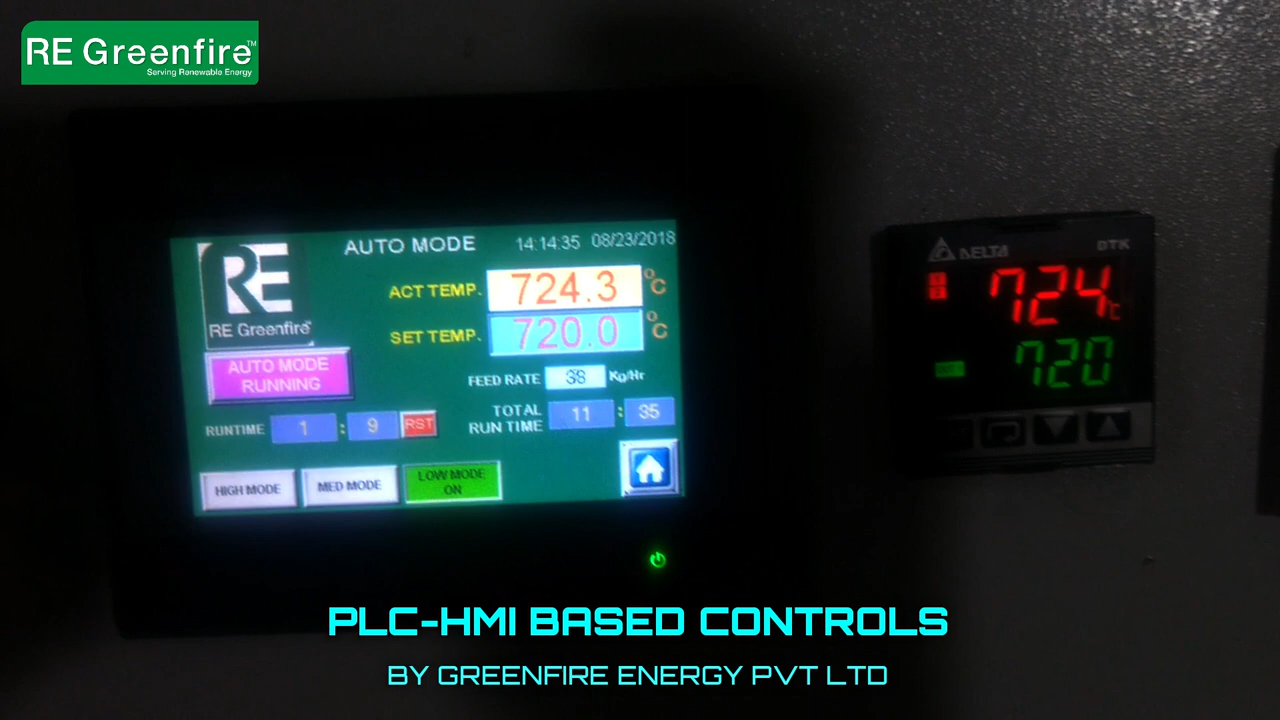 RE Greenfire™
Serving Renewable Energy
AUTO MODE 14:14:35 08/23/2018
RE
RE Greenfire
ACT TEMP. 724.3 °C
SET TEMP. 720.0 °C
AUTO MODE
RUNNING
FEED RATE 38 Kg/Hr
RUNTIME 1 : 9 RST
TOTAL
RUN TIME 11 : 35
HIGH MODE
MED MODE
LOW MODE
ON
DELTA DTK
724 °C
720
PLC-HMI BASED CONTROLS
BY GREENFIRE ENERGY PVT LTD